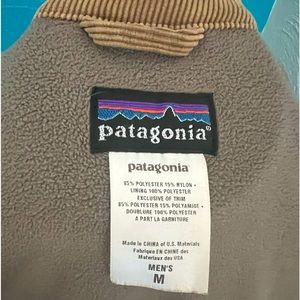 patagonia®
patagonia®
85% POLYESTER 15% NYLON •
LINING 100% POLYESTER
EXCLUSIVE OF TRIM
85% POLYESTER 15% POLYAMIDE •
DOUBLURE 100% POLYESTER
A PART LA GARNITURE
Made in CHINA of U.S. Materials
Fabriqué EN CHINE des
Materiaux des USA
MEN'S
M